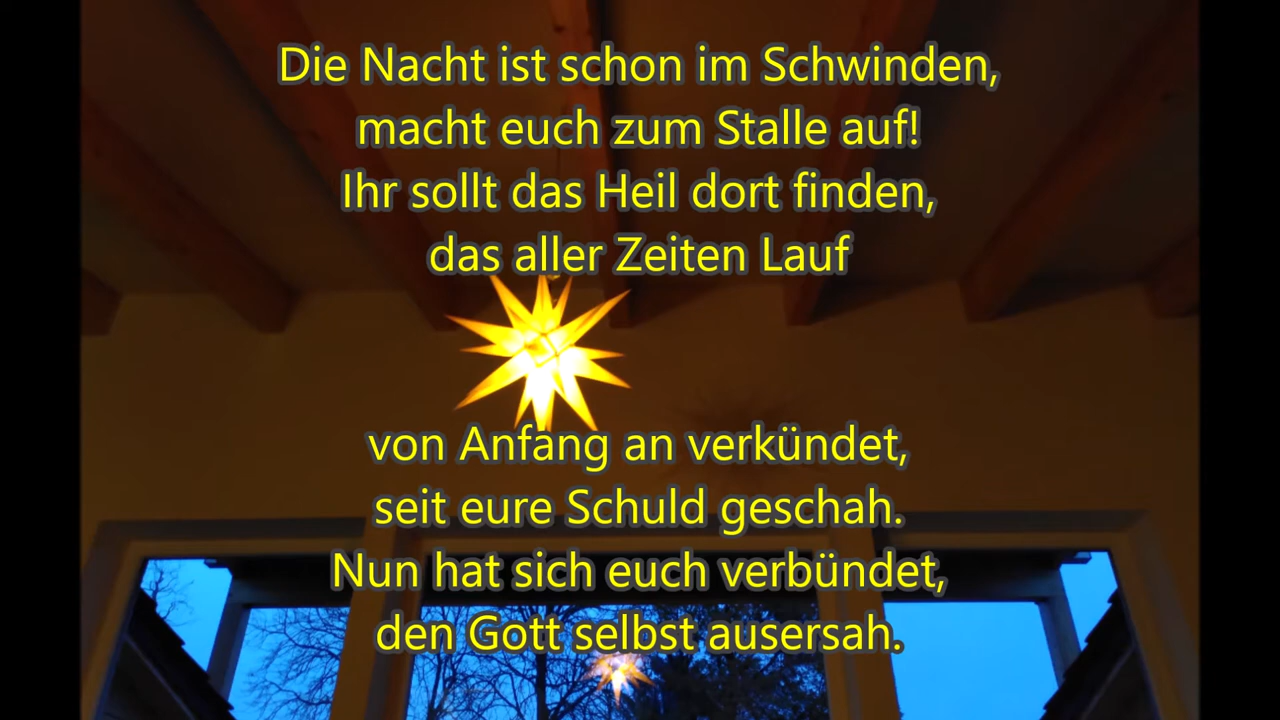 Die Nacht ist schon im Schwinden,
macht euch zum Stalle auf!
Ihr sollt das Heil dort finden,
das aller Zeiten Lauf
von Anfang an verkündet,
seit eure Schuld geschah.
Nun hat sich euch verbündet,
den Gott selbst ausersah.